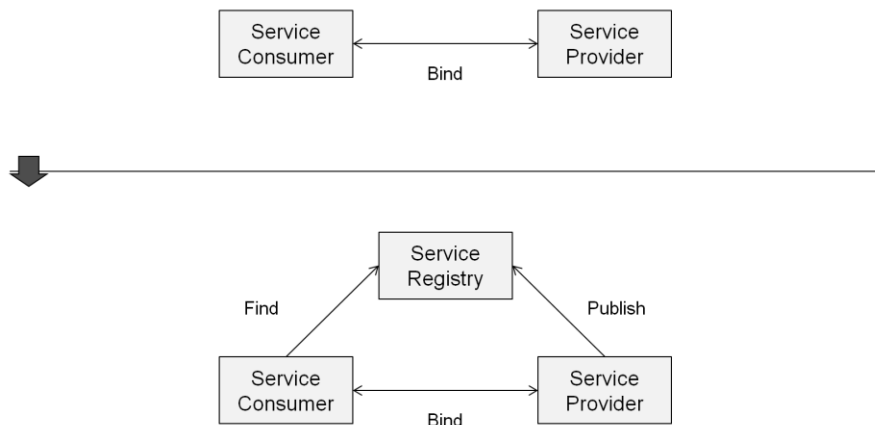 Service
Consumer
Service
Provider
Bind
Service
Registry
Find
Publish
Service
Consumer
Service
Provider
Bind